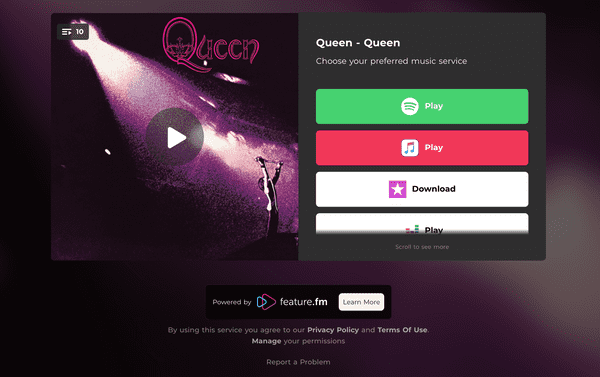 10
Queen
Queen - Queen
Choose your preferred music service
Play
Play
Download
Play
Scroll to see more
Powered by feature.fm Learn More
By using this service you agree to our Privacy Policy and Terms Of Use.
Manage your permissions
Report a Problem